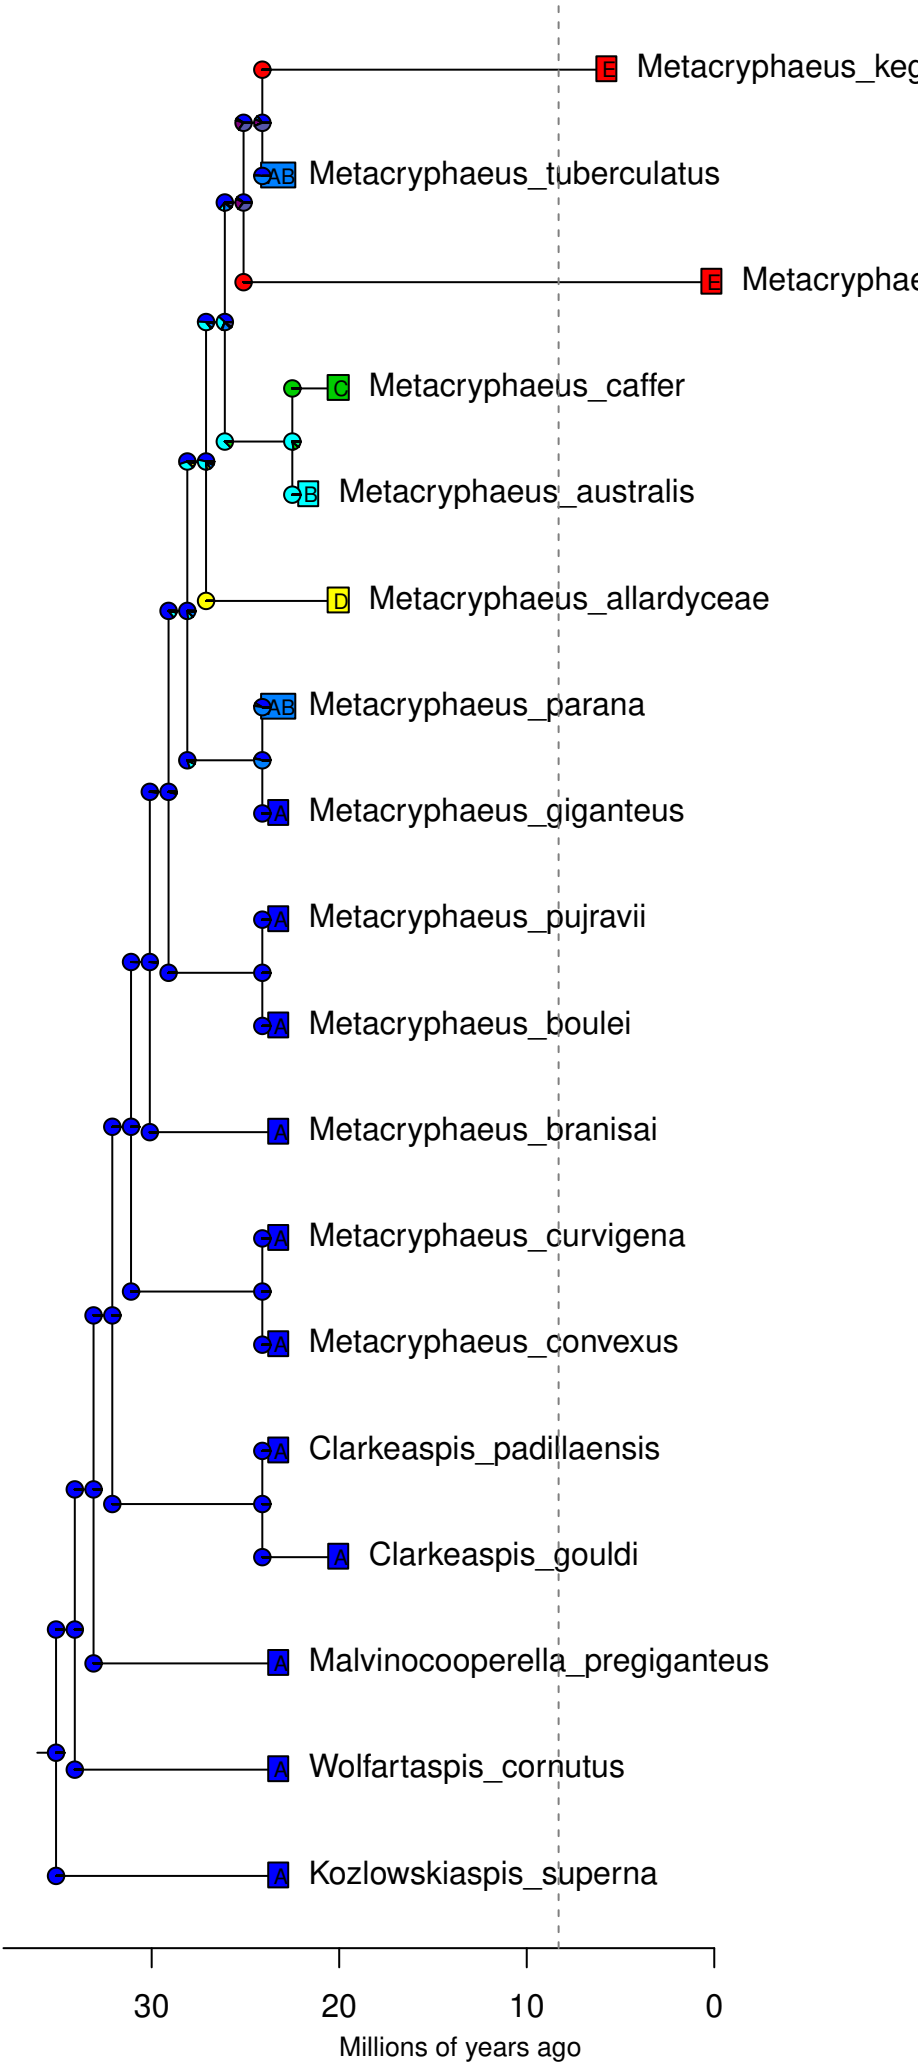 E Metacryphaeus_keg
AB Metacryphaeus_tuberculatus
E Metacryphae
C Metacryphaeus_caffer
B Metacryphaeus_australis
D Metacryphaeus_allardyceae
AB Metacryphaeus_parana
A Metacryphaeus_giganteus
A Metacryphaeus_pujravii
A Metacryphaeus_boulei
A Metacryphaeus_branisai
A Metacryphaeus_curvigena
A Metacryphaeus_convexus
A Clarkeaspis_padillaensis
A Clarkeaspis_gouldi
A Malvinocooperella_pregiganteus
A Wolfartaspis_cornutus
A Kozlowskiaspis_superna
30 20 10 0
Millions of years ago